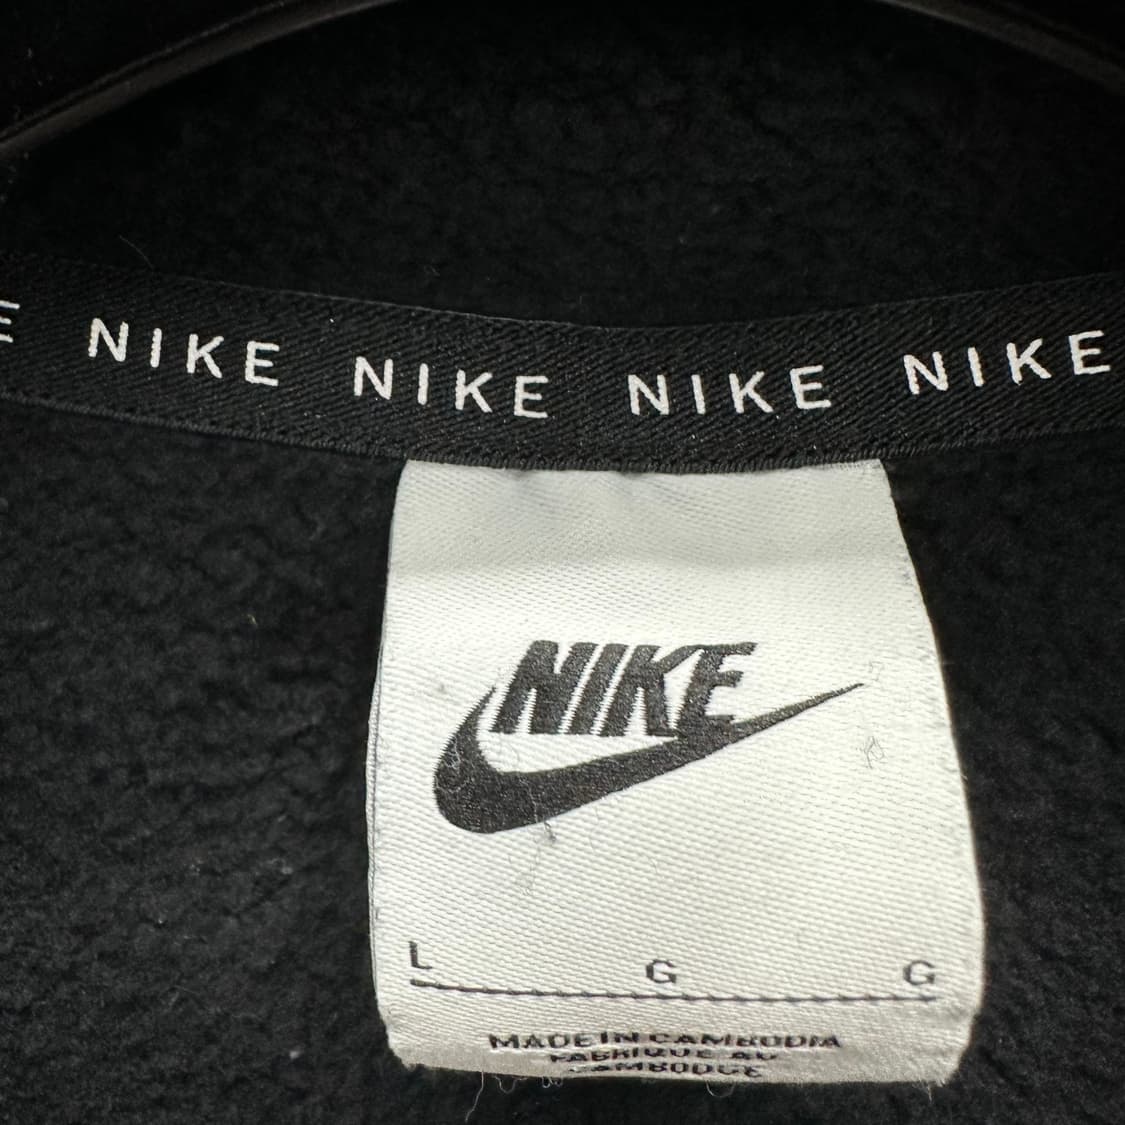 E NIKE NIKE NIKE NIKE
NIKE
L G G
MADE IN CAMBODIA
FABRIQUE AU
CAMBODGE